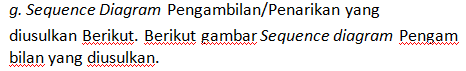 g. Sequence Diagram Pengambilan/Penarikan yang
diusulkan Berikut. Berikut gambar Sequence diagram Pengam
bilan yang diusulkan.